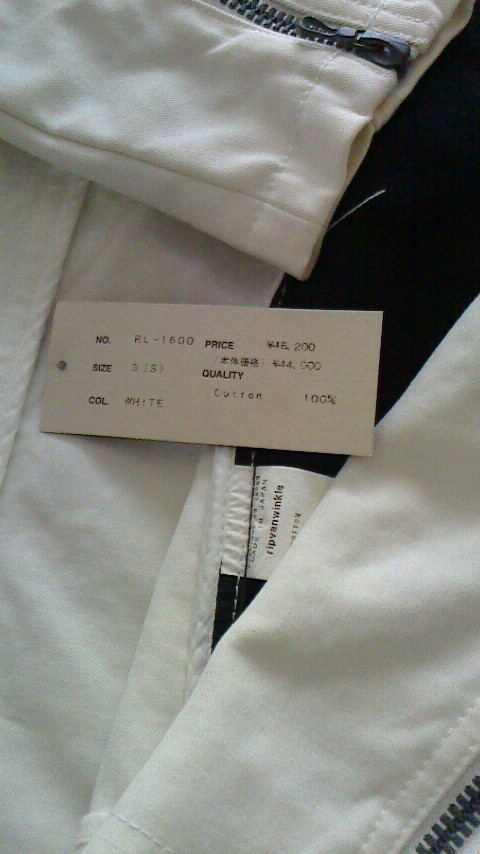 NO. RL-1600 PRICE ¥46,200
(本体価格) ¥44,000
SIZE 3(S) QUALITY
Cotton 100%
COL. WHITE
MADE IN JAPAN
ripvanwinkle